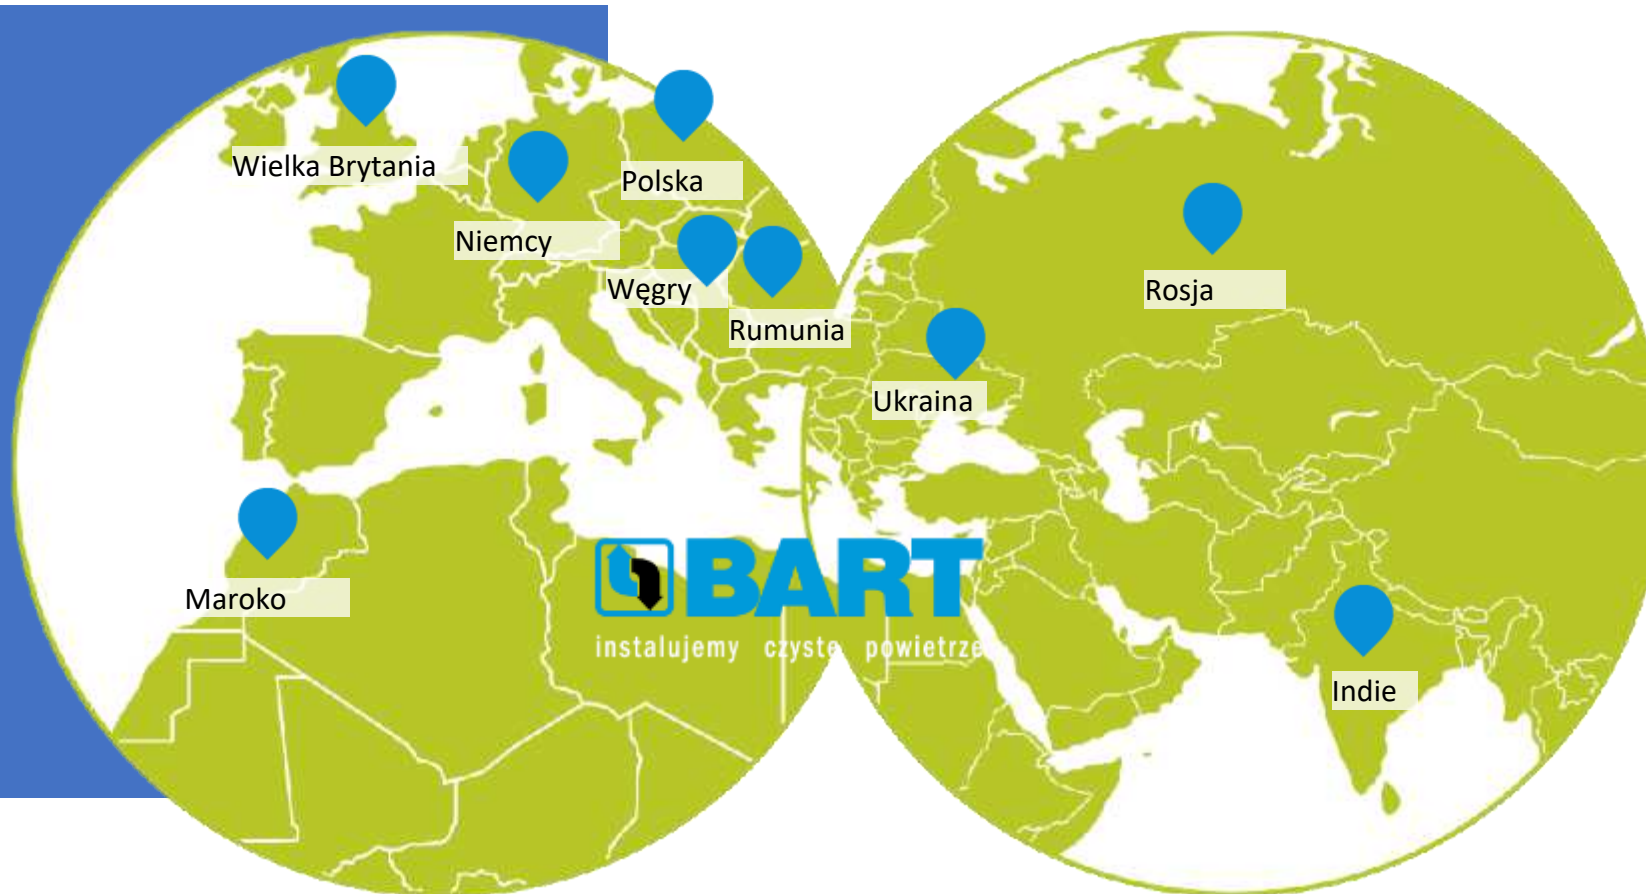 Wielka Brytania
Polska
Niemcy
Węgry
Rumunia
Rosja
Ukraina
Maroko
BART
instalujemy czyste powietrze
Indie